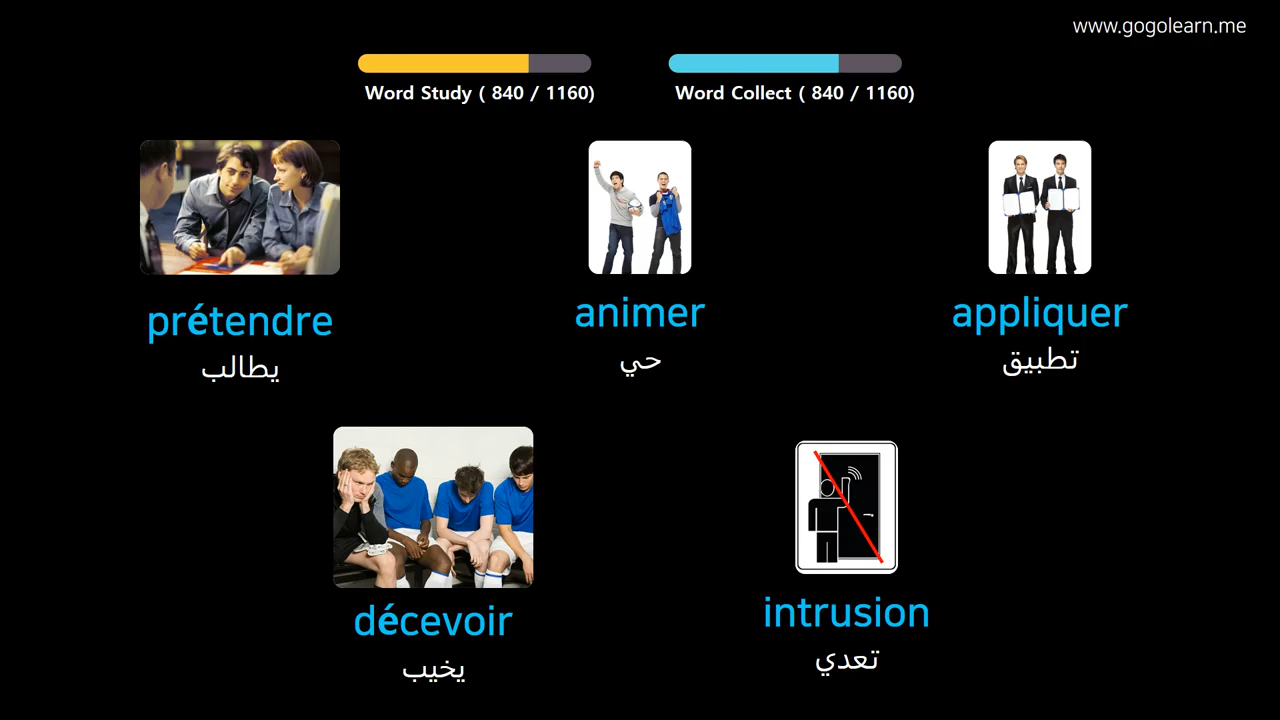 www.gogolearn.me
Word Study ( 840 / 1160)
Word Collect ( 840 / 1160)
prétendre
يطالب
animer
حي
appliquer
تطبيق
décevoir
يخيب
intrusion
تعدي